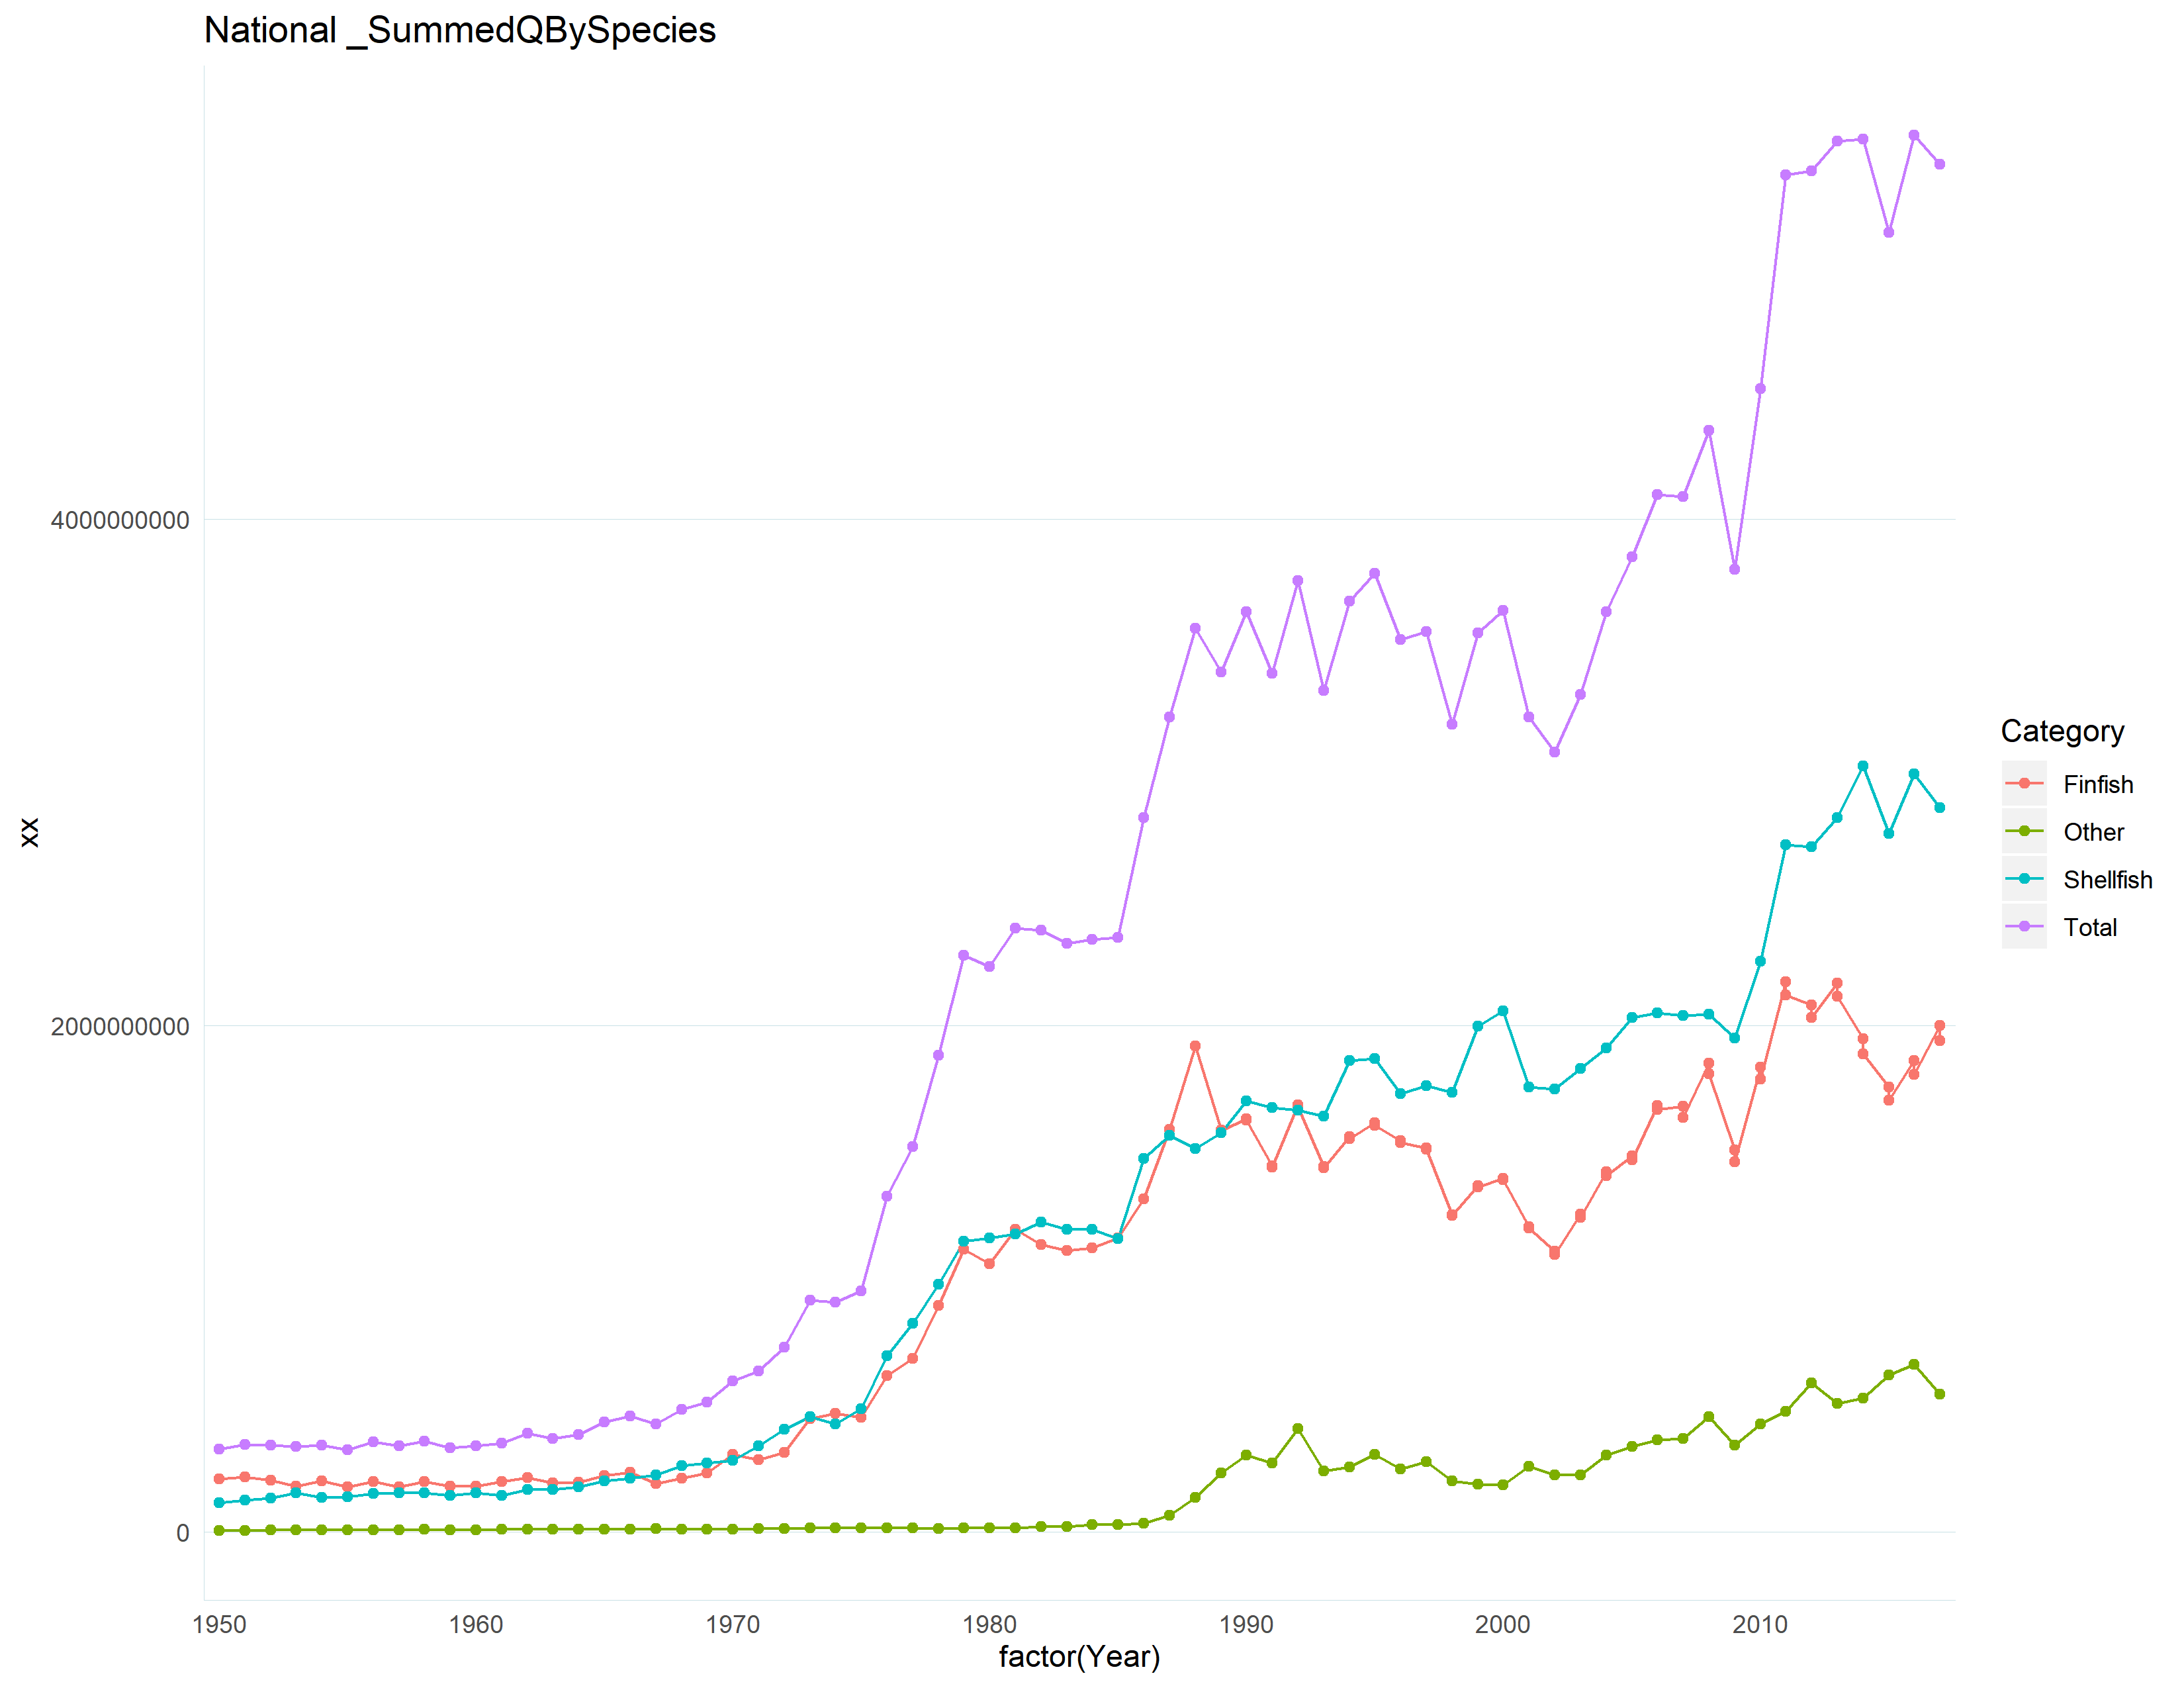 National _SummedQBySpecies
4000000000
2000000000
0
xx
1950 1960 1970 1980 1990 2000 2010
factor(Year)
Category
Finfish
Other
Shellfish
Total